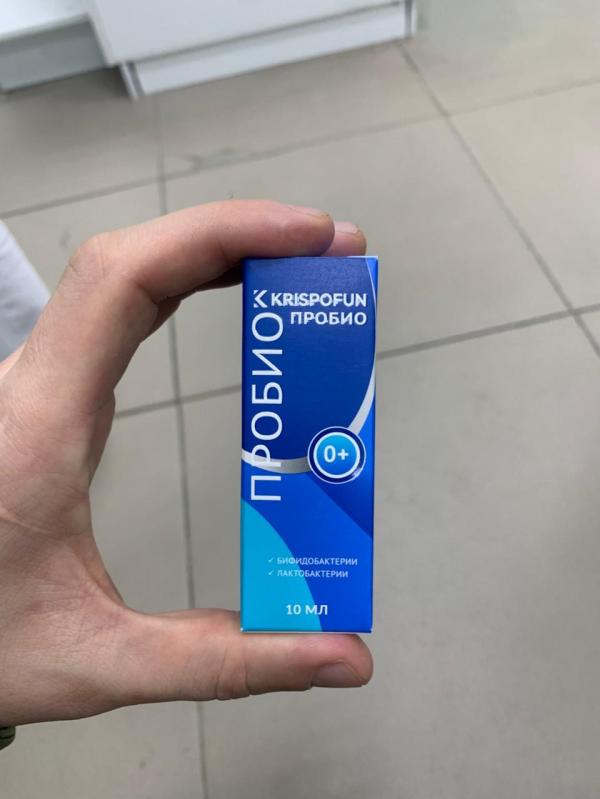 KRISPOFUN
ПРОБИО
ПРОБИО
0+
✓ БИФИДОБАКТЕРИИ
✓ ЛАКТОБАКТЕРИИ
10 МЛ